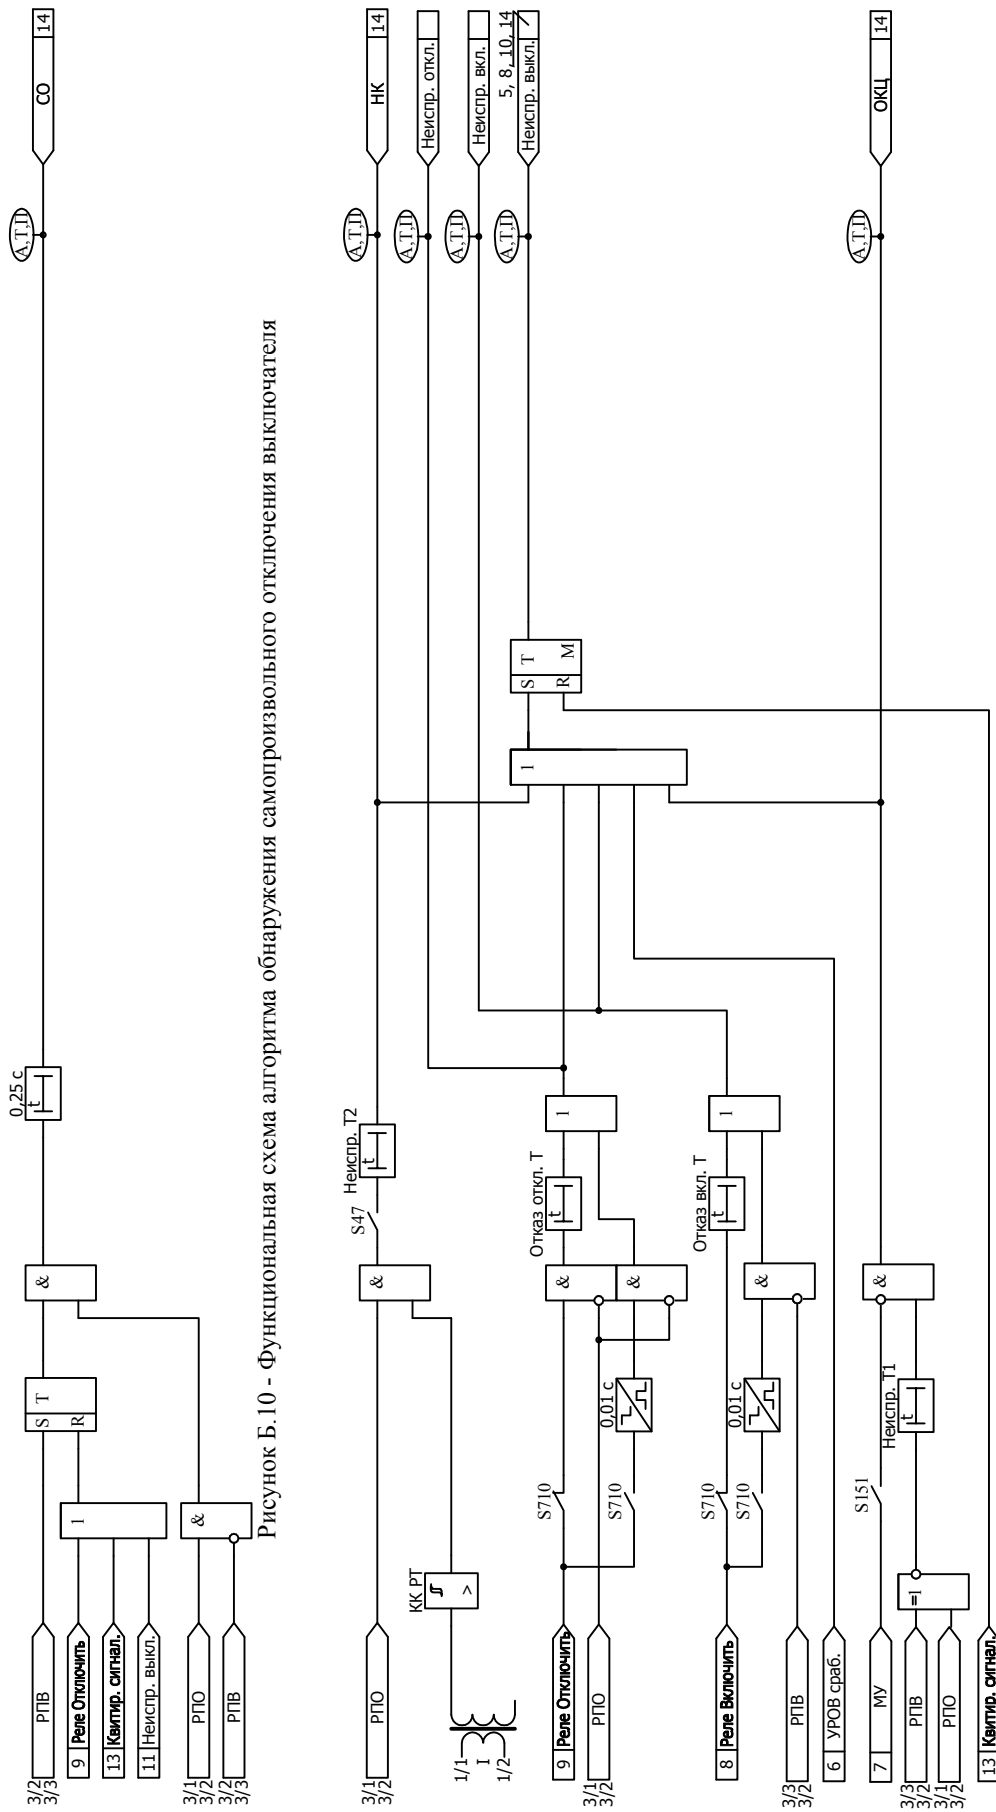 3/2
3/3
РПВ
9 Реле Отключить
13 Квитир. сигнал.
11 Неиспр. выкл.
3/1
3/2
РПО
3/2
3/3
РПВ
1
&
S T
R
&
0,25 с
t
А,Т,П
СО 14
Рисунок Б.10 - Функциональная схема алгоритма обнаружения самопроизвольного отключения выключателя
3/1
3/2
РПО
1/1
I
1/2
КК РТ
>
&
S47
Неиспр. Т2
t
А,Т,П
НК 14
А,Т,П
Неиспр. откл.
А,Т,П
Неиспр. вкл.
А,Т,П
5, 8, 10, 14
Неиспр. выкл.
9 Реле Отключить
3/1
3/2
РПО
S710
S710
0,01 с
&
&
Отказ откл. Т
t
1
1
S T
R M
8 Реле Включить
3/3
3/2
РПВ
S710
S710
0,01 с
&
Отказ вкл. Т
t
1
6 УРОВ сраб.
7 МУ
S151
3/3
3/2
РПВ
3/1
3/2
РПО
=1
Неиспр. Т1
t
&
А,Т,П
ОКЦ 14
13 Квитир. сигнал.